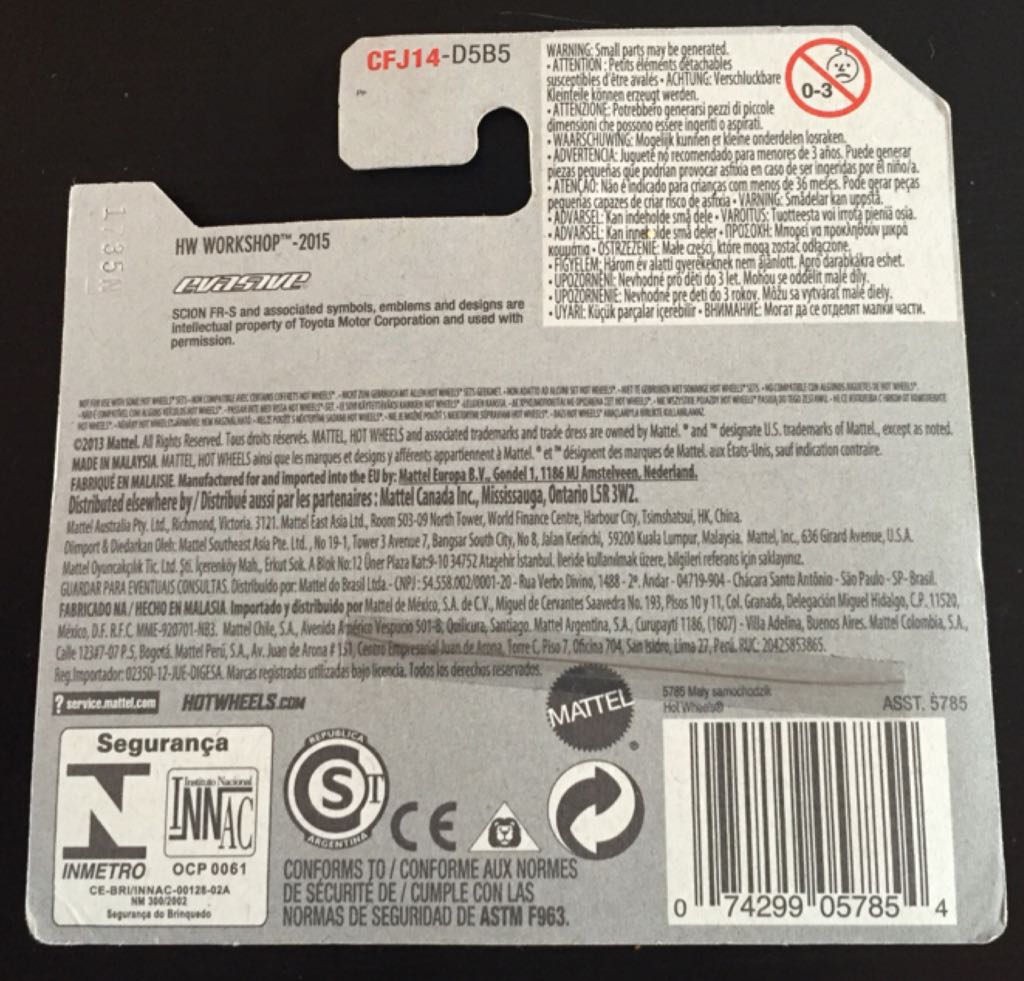 CFJ14-D5B5
WARNING: Small parts may be generated.
• ATTENTION : Petits éléments détachables
susceptibles d'être avalés • ACHTUNG: Verschluckbare
Kleinteile können erzeugt werden.
• ATTENZIONE: Potrebbero generarsi pezzi di piccole
dimensioni che possono essere ingeriti o aspirati.
• WAARSCHUWING: Mogelijk kunnen er kleine onderdelen losraken.
• ADVERTENCIA: Juguete no recomendado para menores de 3 años. Puede generar
piezas pequeñas que podrían provocar asfixia en caso de ser ingeridas por el niño/a.
• ATENÇÃO: Não é indicado para crianças com menos de 36 meses. Pode gerar peças
pequenas capazes de criar risco de asfixia • VARNING: Smådelar kan uppstå.
• ADVARSEL: Kan indeholde små dele • VAROITUS: Tuotteesta voi irrota pieniä osia.
• ADVARSEL: Kan inneholde små deler • ΠΡΟΣΟΧΗ: Μπορεί να προκληθούν μικρά
κομμάτια • OSTRZEŻENIE: Małe części, które mogą zostać odłączone.
• FIGYELEM: Három év alatti gyerekeknek nem ajánlott. Apró darabákára eshet.
• UPOZORNĚNÍ: Nevhodné pro děti do 3 let. Mohou se oddělit malé díly.
• UPOZORNENIE: Nevhodné pre deti do 3 rokov. Môžu sa vytvárať malé diely.
• UYARI: Küçük parçalar içerebilir • ВНИМАНИЕ: Могат да се отделят малки части.
0-3
1735N
HW WORKSHOP™-2015
evasive
SCION FR-S and associated symbols, emblems and designs are
intellectual property of Toyota Motor Corporation and used with
permission.
©2013 Mattel. All Rights Reserved. Tous droits réservés. MATTEL, HOT WHEELS and associated trademarks and trade dress are owned by Mattel. ® and ™ designate U.S. trademarks of Mattel., except as noted.
MADE IN MALAYSIA. MATTEL, HOT WHEELS ainsi que les marques et designs y afférents appartiennent à Mattel. ® et ™ désignent des marques de Mattel. aux États-Unis, sauf indication contraire.
FABRIQUÉ EN MALAISIE. Manufactured for and imported into the EU by: Mattel Europa B.V., Gondel 1, 1186 MJ Amstelveen, Nederland.
Distributed elsewhere by / Distribué aussi par les partenaires : Mattel Canada Inc., Mississauga, Ontario L5R 3W2.
Mattel Australia Pty. Ltd., Richmond, Victoria. 3121. Mattel East Asia Ltd., Room 503-09 North Tower, World Finance Centre, Harbour City, Tsimshatsui, HK, China.
Diimport & Diedarkan Oleh: Mattel Southeast Asia Pte. Ltd., No 19-1, Tower 3 Avenue 7, Bangsar South City, No 8, Jalan Kerinchi, 59200 Kuala Lumpur, Malaysia. Mattel, Inc., 636 Girard Avenue, U.S.A.
Mattel Oyuncakçılık Tic. Ltd. Şti. İçerenköy Mah., Erkut Sok. A Blok No:12 Üner Plaza Kat:9-10 34752 Ataşehir İstanbul. İleride kullanılmak üzere, bilgileri referans için saklayınız.
GUARDAR PARA EVENTUAIS CONSULTAS. Distribuido por: Mattel do Brasil Ltda.- CNPJ : 54.558.002/0001-20 - Rua Verbo Divino, 1488 - 2º. Andar - 04719-904 - Chácara Santo Antônio - São Paulo - SP- Brasil.
FABRICADO NA / HECHO EN MALASIA. Importado y distribuido por Mattel de México, S.A. de C.V., Miguel de Cervantes Saavedra No. 193, Pisos 10 y 11, Col. Granada, Delegación Miguel Hidalgo, C.P. 11520,
México, D.F. R.F.C. MME-920701-NB3. Mattel Chile, S.A., Avenida Américo Vespucio 501-B, Quilicura, Santiago. Mattel Argentina, S.A., Curupaytí 1186, (1607) - Villa Adelina, Buenos Aires. Mattel Colombia, S.A.,
Calle 123#7-07 P.5, Bogotá. Mattel Perú, S.A., Av. Juan de Arona # 151, Centro Empresarial Juan de Arona, Torre C, Piso 7, Oficina 704, San Isidro, Lima 27, Perú. RUC: 20425853865.
Reg.Importador: 02350-12-JUE-DIGESA. Marcas registradas utilizadas bajo licencia. Todos los derechos reservados.
? service.mattel.com
HOTWHEELS.COM
MATTEL
5785 Mały samochodzik
Hot Wheels®
ASST. 5785
Segurança
INMETRO
Instituto Nacional
INNAC
OCP 0061
CE-BRI/INNAC-00128-02A
NM 300/2002
Segurança do Brinquedo
REPUBLICA
S T
ARGENTINA
CE
CONFORMS TO / CONFORME AUX NORMES
DE SÉCURITÉ DE / CUMPLE CON LAS
NORMAS DE SEGURIDAD DE ASTM F963.
0 74299 05785 4